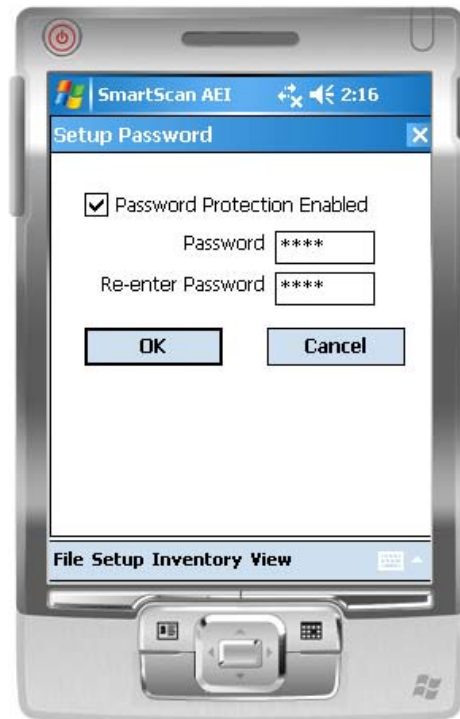 SmartScan AEI 2:16
Setup Password
Password Protection Enabled
Password ****
Re-enter Password ****
OK Cancel
File Setup Inventory View